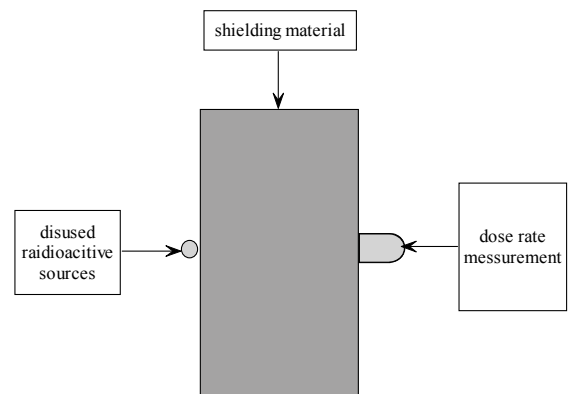 shielding material
disused
raidioacitive
sources
dose rate
messurement